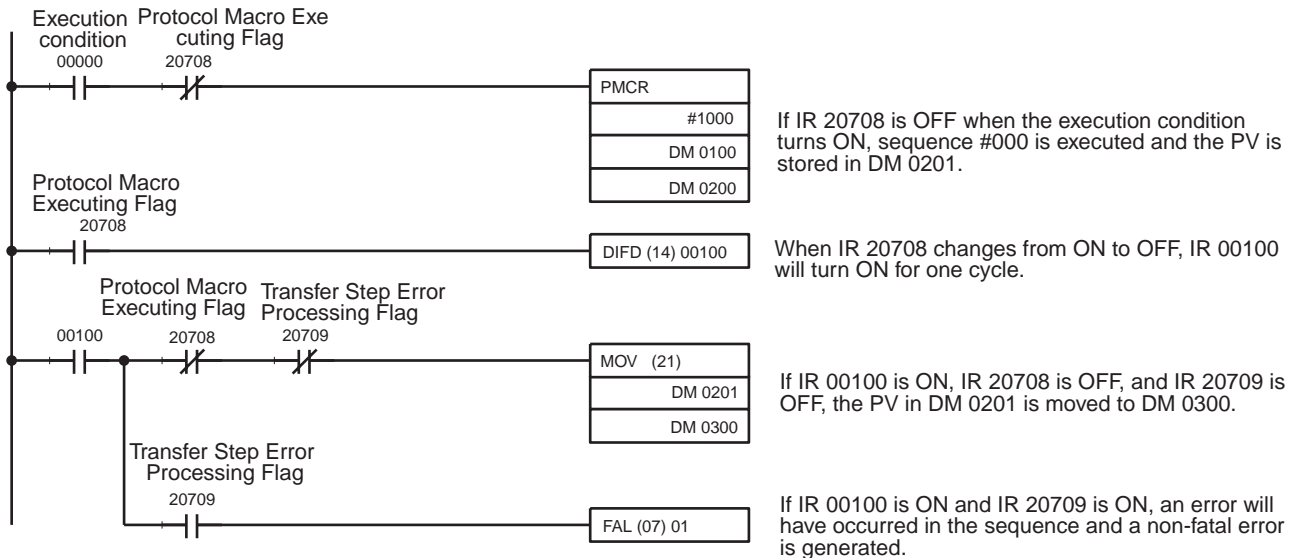 Execution condition
00000
Protocol Macro Exe
cuting Flag
20708
PMCR
#1000
DM 0100
DM 0200
If IR 20708 is OFF when the execution condition
turns ON, sequence #000 is executed and the PV is
stored in DM 0201.
Protocol Macro
Executing Flag
20708
DIFD (14) 00100
When IR 20708 changes from ON to OFF, IR 00100
will turn ON for one cycle.
00100
Protocol Macro
Executing Flag
20708
Transfer Step Error
Processing Flag
20709
MOV (21)
DM 0201
DM 0300
If IR 00100 is ON, IR 20708 is OFF, and IR 20709 is
OFF, the PV in DM 0201 is moved to DM 0300.
Transfer Step Error
Processing Flag
20709
FAL (07) 01
If IR 00100 is ON and IR 20709 is ON, an error will
have occurred in the sequence and a non-fatal error
is generated.